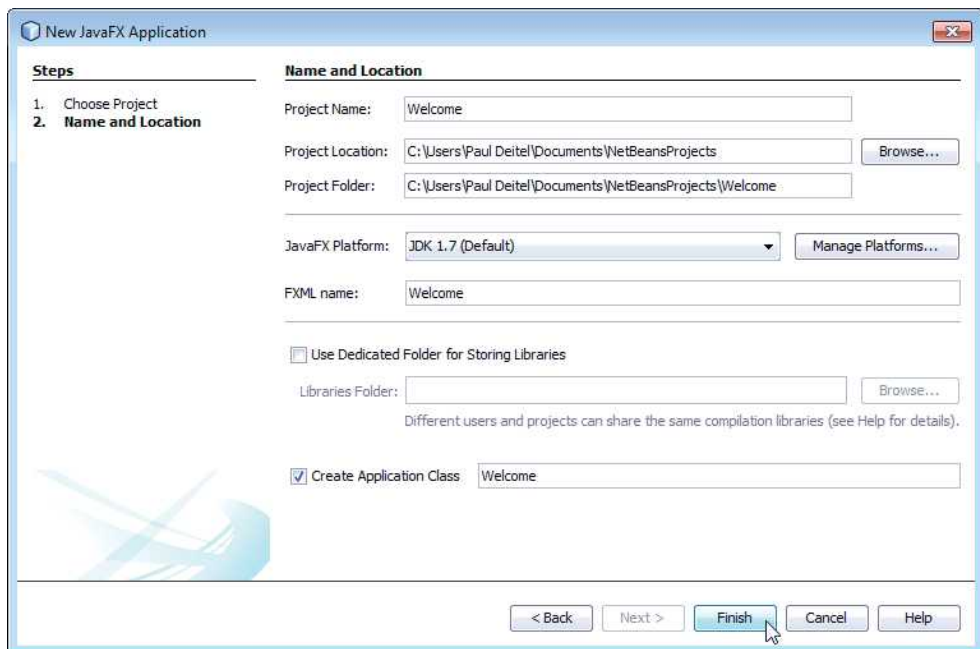 New JavaFX Application
Steps
1. Choose Project
2. Name and Location
Name and Location
Project Name: Welcome
Project Location: C:\Users\Paul Deitel\Documents\NetBeansProjects Browse...
Project Folder: C:\Users\Paul Deitel\Documents\NetBeansProjects\Welcome
JavaFX Platform: JDK 1.7 (Default) Manage Platforms...
FXML name: Welcome
Use Dedicated Folder for Storing Libraries
Libraries Folder: Browse...
Different users and projects can share the same compilation libraries (see Help for details).
Create Application Class Welcome
< Back Next > Finish Cancel Help